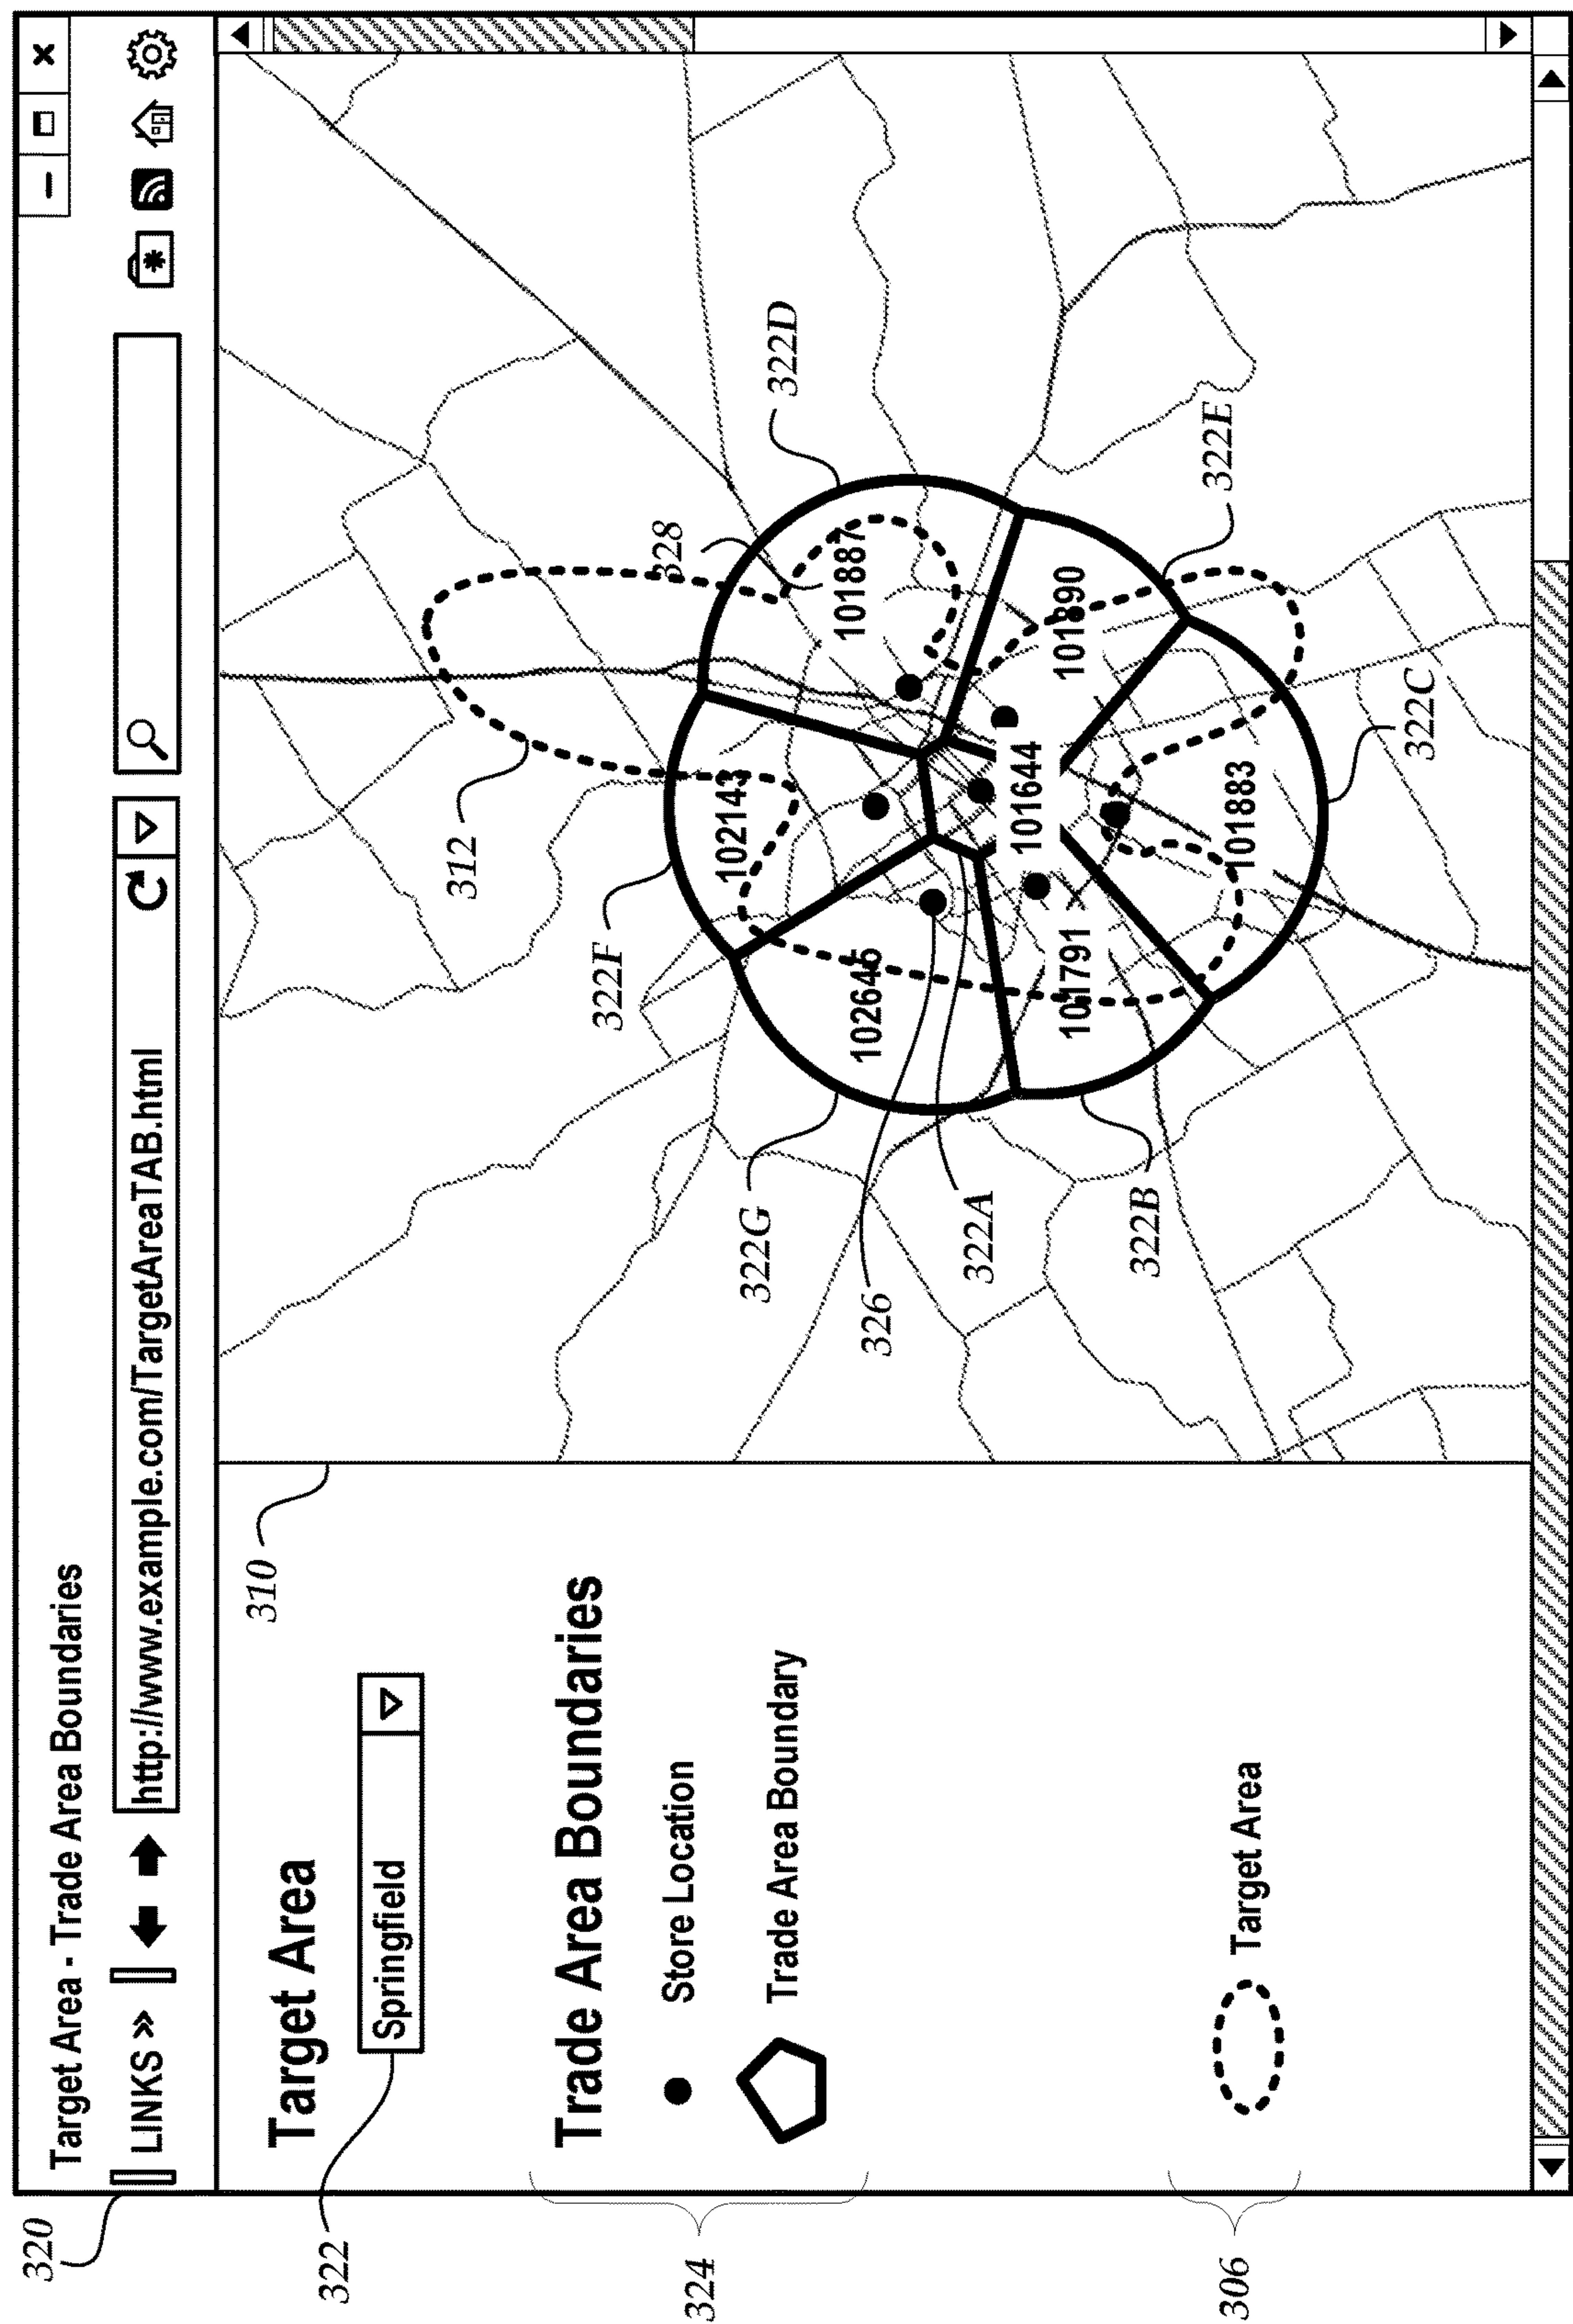 320
Target Area - Trade Area Boundaries
LINKS »
http://www.example.com/TargetAreaTAB.html
310
Target Area
322
Springfield
Trade Area Boundaries
324
Store Location
Trade Area Boundary
306
Target Area
312
328
322D
322F
102143
101887
322G
102645
326
322A
101644
101890
322E
101791
322B
101883
322C